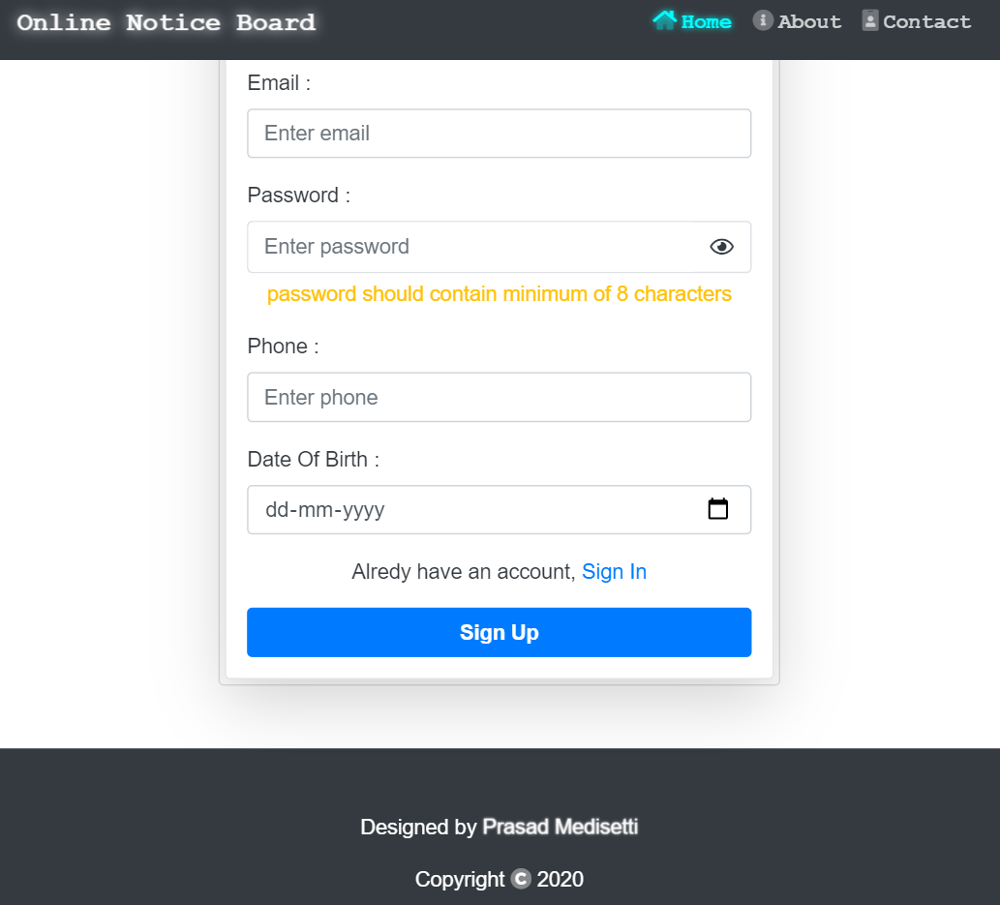 Online Notice Board
Home About Contact
Email :
Enter email
Password :
Enter password
password should contain minimum of 8 characters
Phone :
Enter phone
Date Of Birth :
dd-mm-yyyy
Alredy have an account, Sign In
Sign Up
Designed by Prasad Medisetti
Copyright © 2020